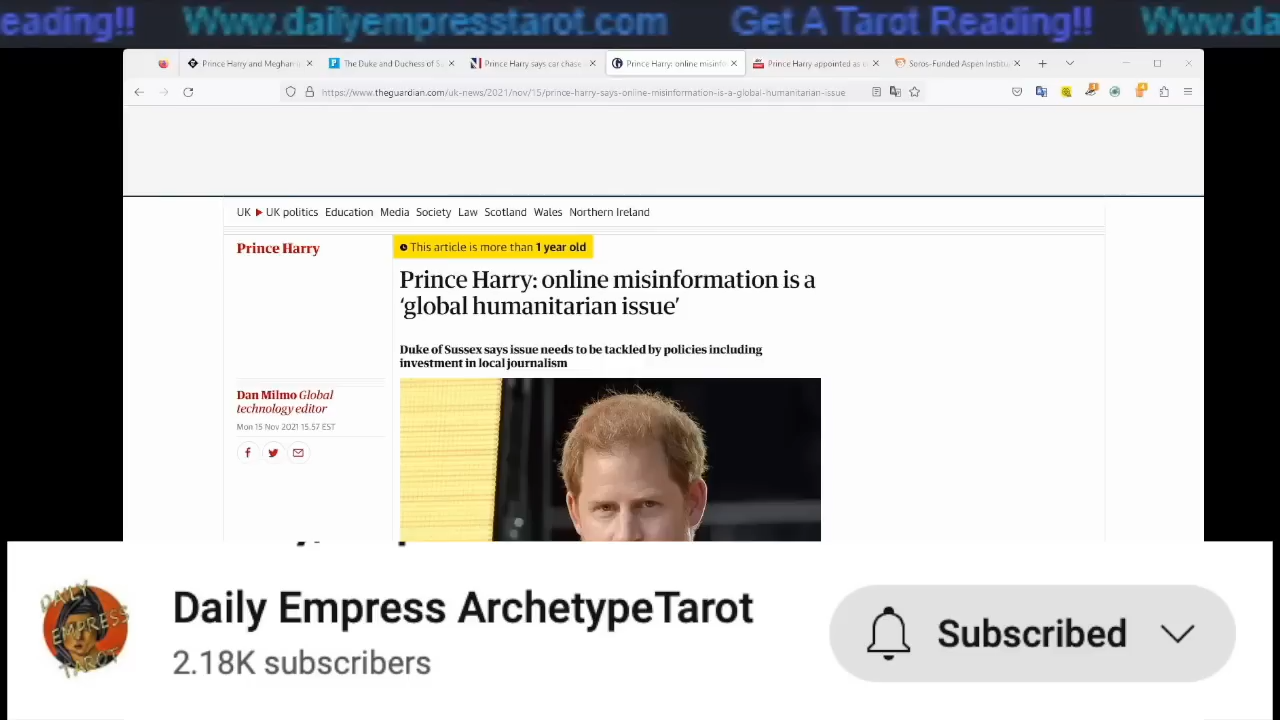 eading!! Www.dailyempresstarot.com Get A Tarot Reading!! Www.da
Prince Harry and Meghan The Duke and Duchess of S Prince Harry says car chase Prince Harry: online misinfor Prince Harry appointed as Soros-Funded Aspen Institu
https://www.theguardian.com/uk-news/2021/nov/15/prince-harry-says-online-misinformation-is-a-global-humanitarian-issue
UK UK politics Education Media Society Law Scotland Wales Northern Ireland
Prince Harry
This article is more than 1 year old
Prince Harry: online misinformation is a
‘global humanitarian issue’
Duke of Sussex says issue needs to be tackled by policies including
investment in local journalism
Dan Milmo Global
technology editor
Mon 15 Nov 2021 15.57 EST
DAILY
EMPRESS
TAROT
Daily Empress ArchetypeTarot
2.18K subscribers
Subscribed